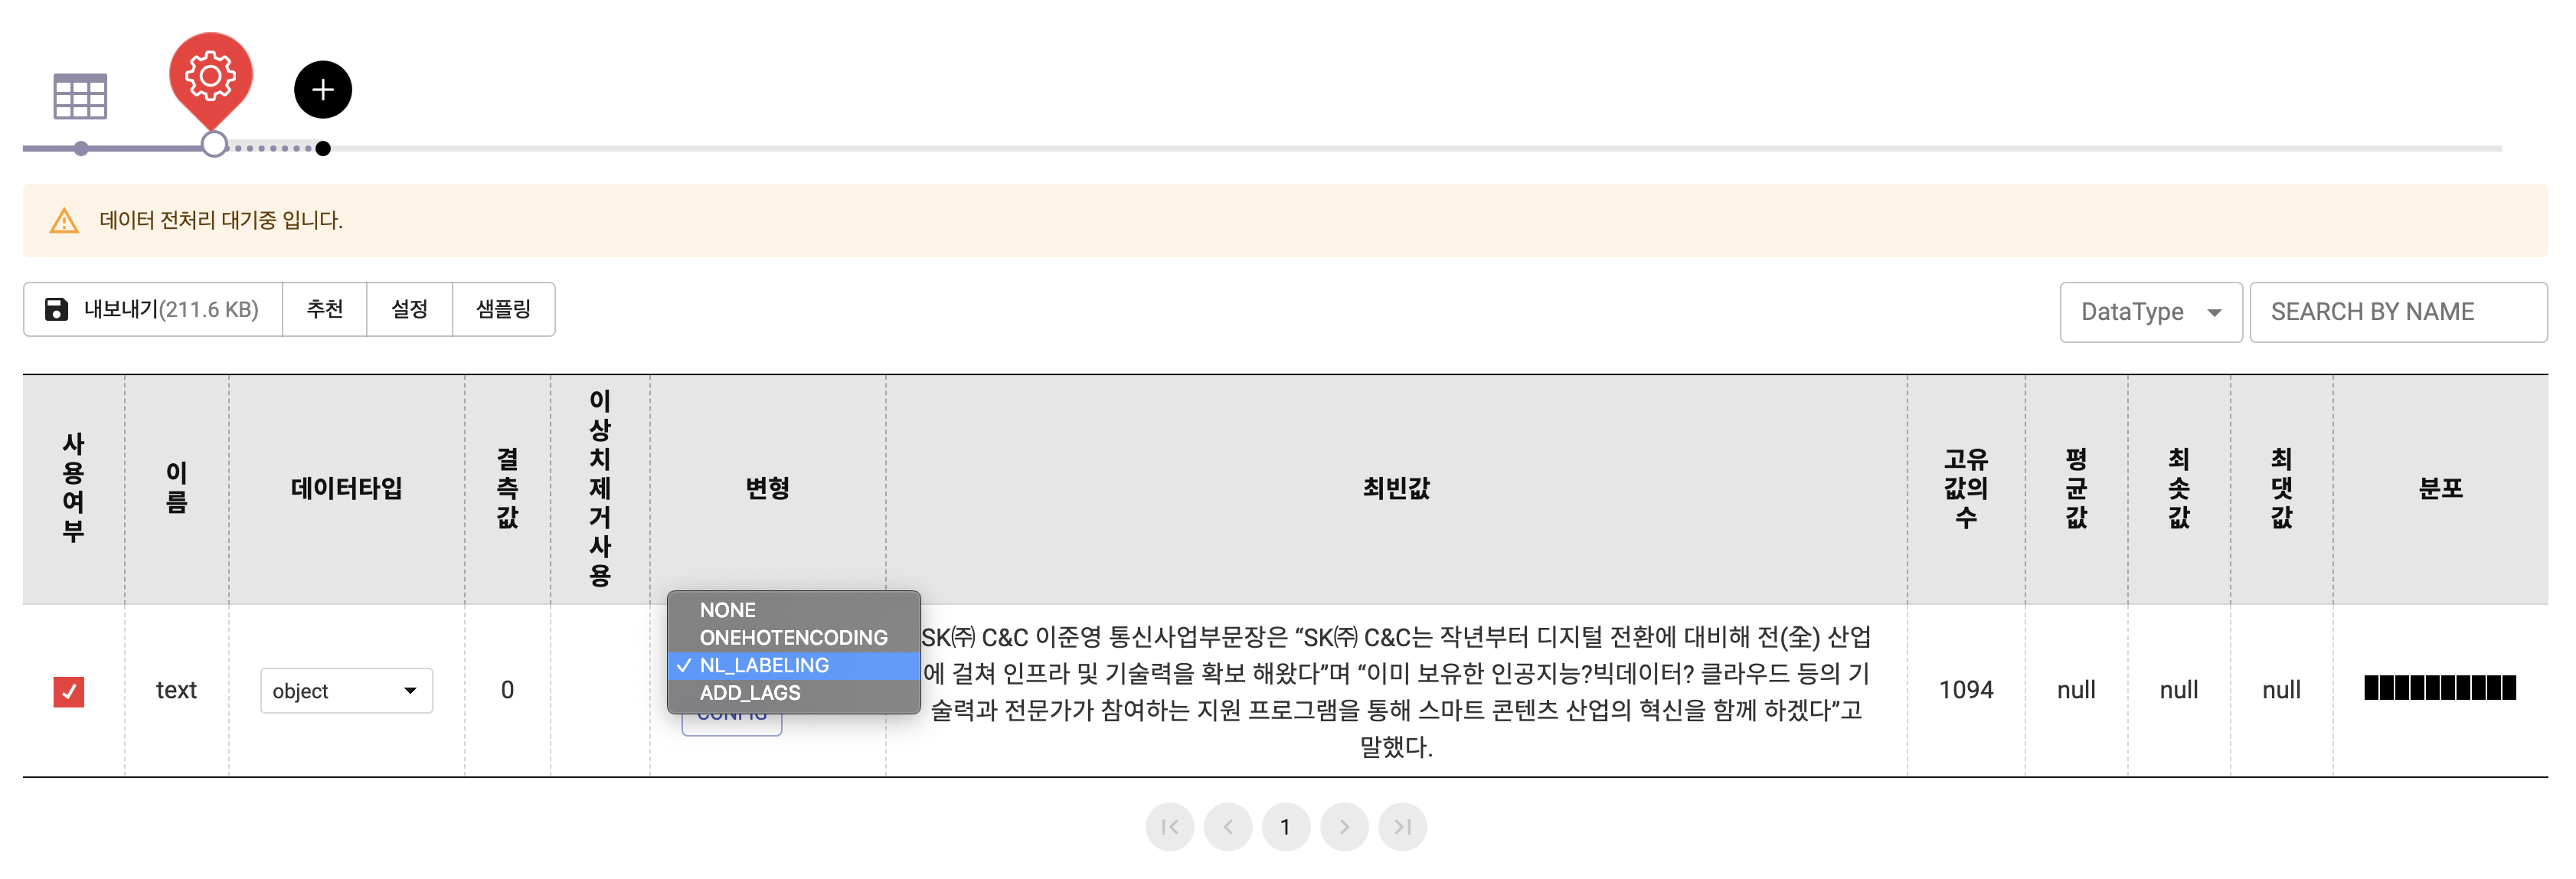 데이터 전처리 대기중 입니다.
내보내기(211.6 KB)
추천
설정
샘플링
DataType
SEARCH BY NAME
사용여부
이름
데이터타입
결측값
이상치제거사용
변형
최빈값
고유값의 수
평균값
최솟값
최댓값
분포
text
object
0
NONE
ONEHOTENCODING
✓ NL_LABELING
ADD_LAGS
CONFIG
SK㈜ C&C 이준영 통신사업부문장은 “SK㈜ C&C는 작년부터 디지털 전환에 대비해 전(全) 산업
에 걸쳐 인프라 및 기술력을 확보 해왔다”며 “이미 보유한 인공지능?빅데이터? 클라우드 등의 기
술력과 전문가가 참여하는 지원 프로그램을 통해 스마트 콘텐츠 산업의 혁신을 함께 하겠다”고
말했다.
1094
null
null
null
1